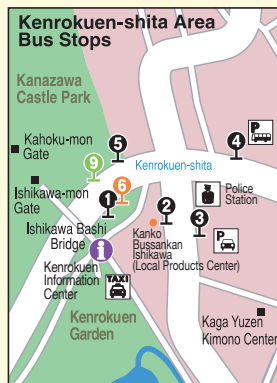 Kenrokuen-shita Area
Bus Stops
Kanazawa
Castle Park
Kahoku-mon
Gate
5
4
9
Kenrokuen-shita
Ishikawa-mon
Gate
6
1
2
3
Police
Station
Ishikawa Bashi
Bridge
i
Kanko
Bussankan
Ishikawa
(Local Products Center)
P
Kenrokuen
Information
Center
TAXI
Kenrokuen
Garden
Kaga Yuzen
Kimono Center